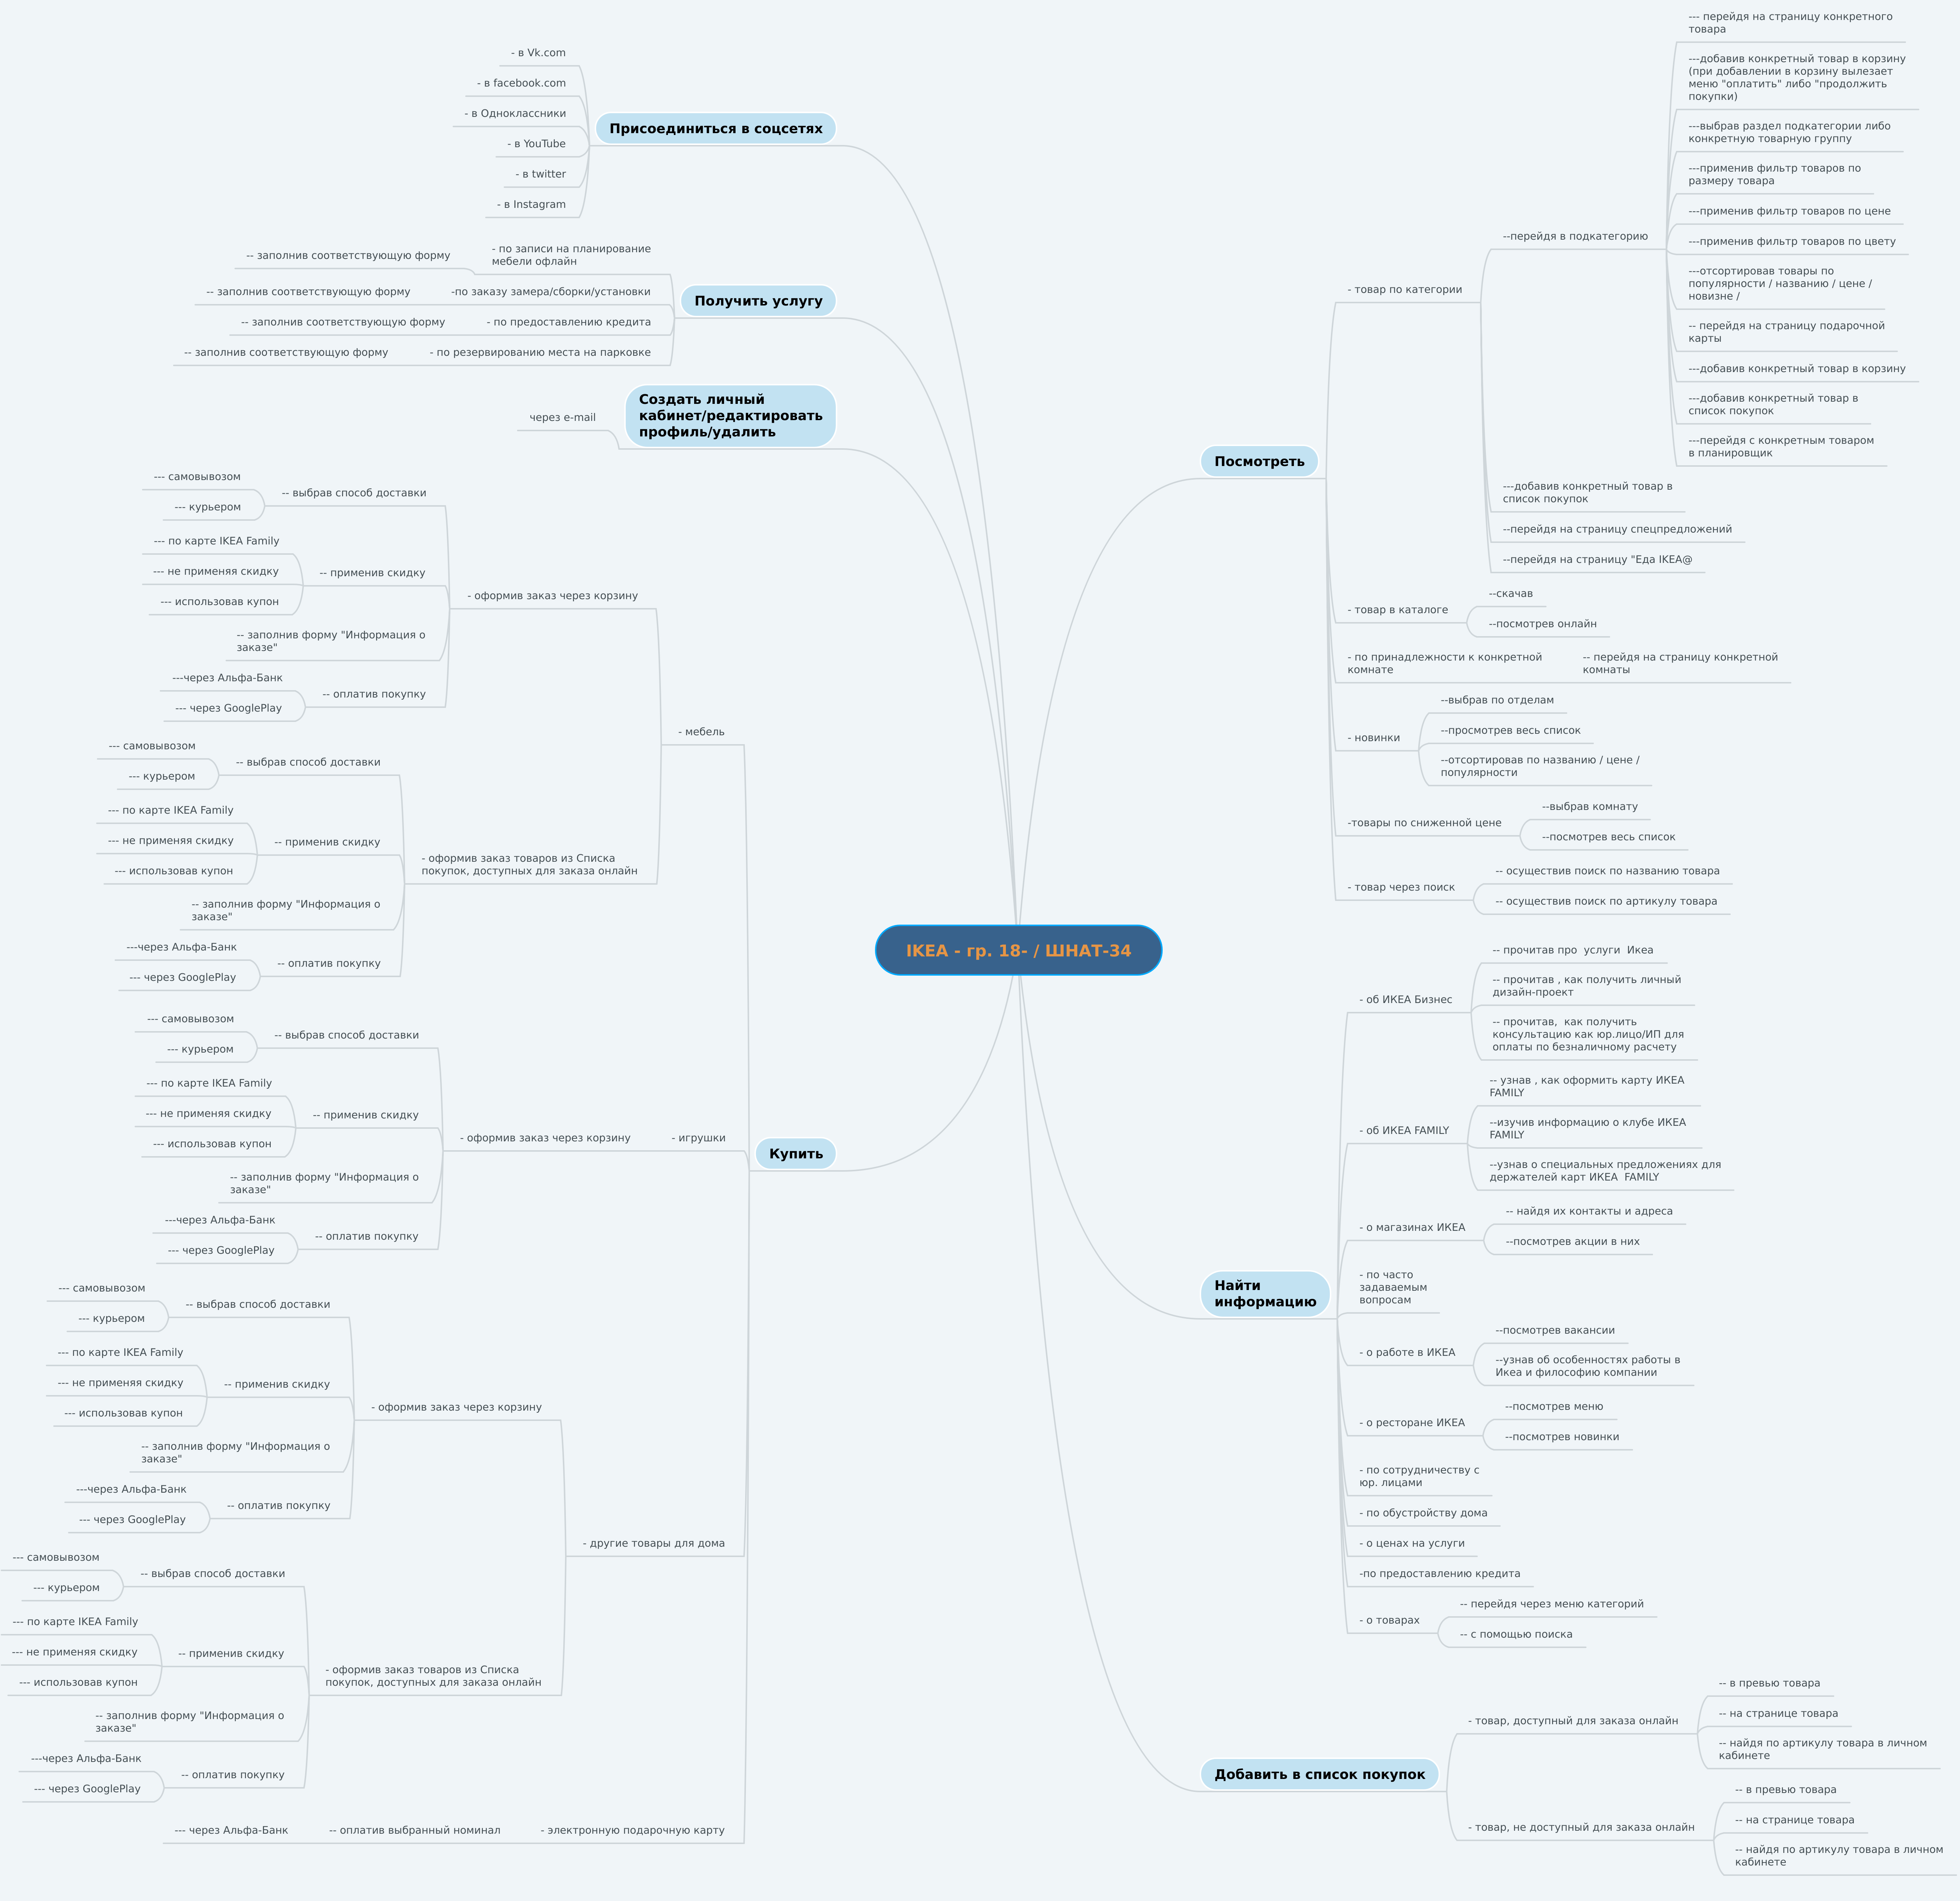 IKEA - гр. 18- / ШНАТ-34
Посмотреть
- товар по категории
--перейдя в подкатегорию
--- перейдя на страницу конкретного
товара
---добавив конкретный товар в корзину
(при добавлении в корзину вылезает
меню "оплатить" либо "продолжить
покупки)
---выбрав раздел подкатегории либо
конкретную товарную группу
---применив фильтр товаров по
размеру товара
---применив фильтр товаров по цене
---применив фильтр товаров по цвету
---отсортировав товары по
популярности / названию / цене /
новизне /
-- перейдя на страницу подарочной
карты
---добавив конкретный товар в корзину
---добавив конкретный товар в
список покупок
---перейдя с конкретным товаром
в планировщик
---добавив конкретный товар в
список покупок
--перейдя на страницу спецпредложений
--перейдя на страницу "Еда IKEA@
- товар в каталоге
--скачав
--посмотрев онлайн
- по принадлежности к конкретной
комнате
-- перейдя на страницу конкретной
комнаты
- новинки
--выбрав по отделам
--просмотрев весь список
--отсортировав по названию / цене /
популярности
-товары по сниженной цене
--выбрав комнату
--посмотрев весь список
- товар через поиск
-- осуществив поиск по названию товара
-- осуществив поиск по артикулу товара
Найти
информацию
- об ИКЕА Бизнес
-- прочитав про  услуги  Икеа
-- прочитав , как получить личный
дизайн-проект
-- прочитав,  как получить
консультацию как юр.лицо/ИП для
оплаты по безналичному расчету
- об ИКЕА FAMILY
-- узнав , как оформить карту ИКЕА
FAMILY
--изучив информацию о клубе ИКЕА
FAMILY
--узнав о специальных предложениях для
держателей карт ИКЕА  FAMILY
- о магазинах ИКЕА
-- найдя их контакты и адреса
--посмотрев акции в них
- по часто
задаваемым
вопросам
- о работе в ИКЕА
--посмотрев вакансии
--узнав об особенностях работы в
Икеа и философию компании
- о ресторане ИКЕА
--посмотрев меню
--посмотрев новинки
- по сотрудничеству с
юр. лицами
- по обустройству дома
- о ценах на услуги
-по предоставлению кредита
- о товарах
-- перейдя через меню категорий
-- с помощью поиска
Добавить в список покупок
- товар, доступный для заказа онлайн
-- в превью товара
-- на странице товара
-- найдя по артикулу товара в личном
кабинете
- товар, не доступный для заказа онлайн
-- в превью товара
-- на странице товара
-- найдя по артикулу товара в личном
кабинете
Присоединиться в соцсетях
- в Vk.com
- в facebook.com
- в Одноклассники
- в YouTube
- в twitter
- в Instagram
Получить услугу
- по записи на планирование
мебели офлайн
-- заполнив соответствующую форму
-по заказу замера/сборки/установки
-- заполнив соответствующую форму
- по предоставлению кредита
-- заполнив соответствующую форму
- по резервированию места на парковке
-- заполнив соответствующую форму
Создать личный
кабинет/редактировать
профиль/удалить
через e-mail
Купить
- мебель
- оформив заказ через корзину
-- выбрав способ доставки
--- самовывозом
--- курьером
-- применив скидку
--- по карте IKEA Family
--- не применяя скидку
--- использовав купон
-- заполнив форму "Информация о
заказе"
-- оплатив покупку
---через Альфа-Банк
--- через GooglePlay
- оформив заказ товаров из Списка
покупок, доступных для заказа онлайн
-- выбрав способ доставки
--- самовывозом
--- курьером
-- применив скидку
--- по карте IKEA Family
--- не применяя скидку
--- использовав купон
-- заполнив форму "Информация о
заказе"
-- оплатив покупку
---через Альфа-Банк
--- через GooglePlay
- игрушки
- оформив заказ через корзину
-- выбрав способ доставки
--- самовывозом
--- курьером
-- применив скидку
--- по карте IKEA Family
--- не применяя скидку
--- использовав купон
-- заполнив форму "Информация о
заказе"
-- оплатив покупку
---через Альфа-Банк
--- через GooglePlay
- другие товары для дома
- оформив заказ через корзину
-- выбрав способ доставки
--- самовывозом
--- курьером
-- применив скидку
--- по карте IKEA Family
--- не применяя скидку
--- использовав купон
-- заполнив форму "Информация о
заказе"
-- оплатив покупку
---через Альфа-Банк
--- через GooglePlay
- оформив заказ товаров из Списка
покупок, доступных для заказа онлайн
-- выбрав способ доставки
--- самовывозом
--- курьером
-- применив скидку
--- по карте IKEA Family
--- не применяя скидку
--- использовав купон
-- заполнив форму "Информация о
заказе"
-- оплатив покупку
---через Альфа-Банк
--- через GooglePlay
- электронную подарочную карту
-- оплатив выбранный номинал
--- через Альфа-Банк